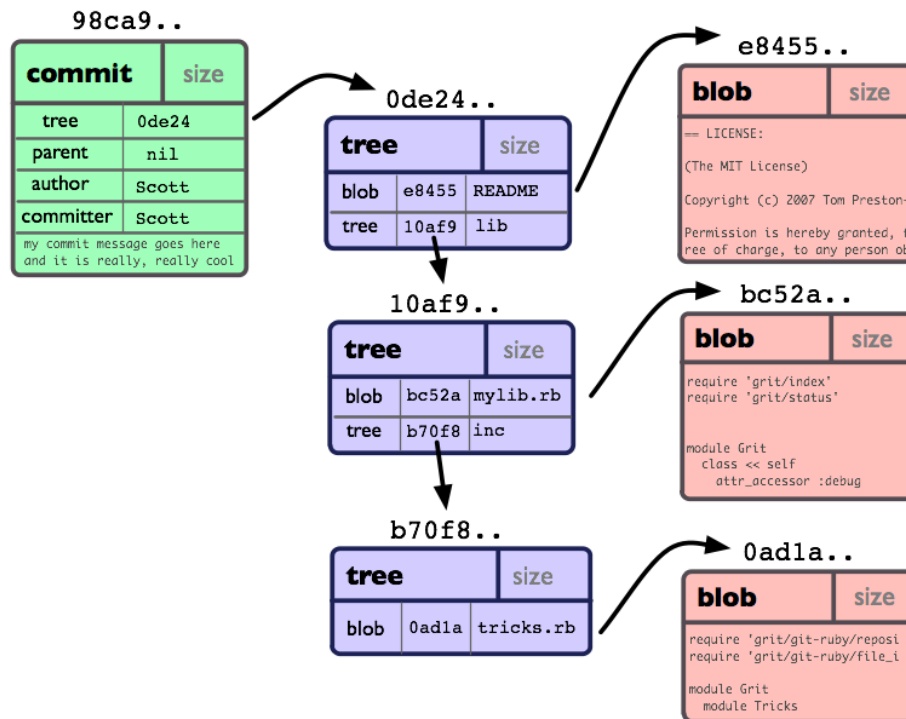 98ca9..
commit size
tree 0de24
parent nil
author Scott
committer Scott
my commit message goes here
and it is really, really cool
0de24..
tree size
blob e8455 README
tree 10af9 lib
10af9..
tree size
blob bc52a mylib.rb
tree b70f8 inc
b70f8..
tree size
blob 0ad1a tricks.rb
e8455..
blob size
== LICENSE:
(The MIT License)
Copyright (c) 2007 Tom Preston-
Permission is hereby granted, f
ree of charge, to any person ob
bc52a..
blob size
require 'grit/index'
require 'grit/status'
module Grit
class << self
attr_accessor :debug
0ad1a..
blob size
require 'grit/git-ruby/reposi
require 'grit/git-ruby/file_i
module Grit
module Tricks